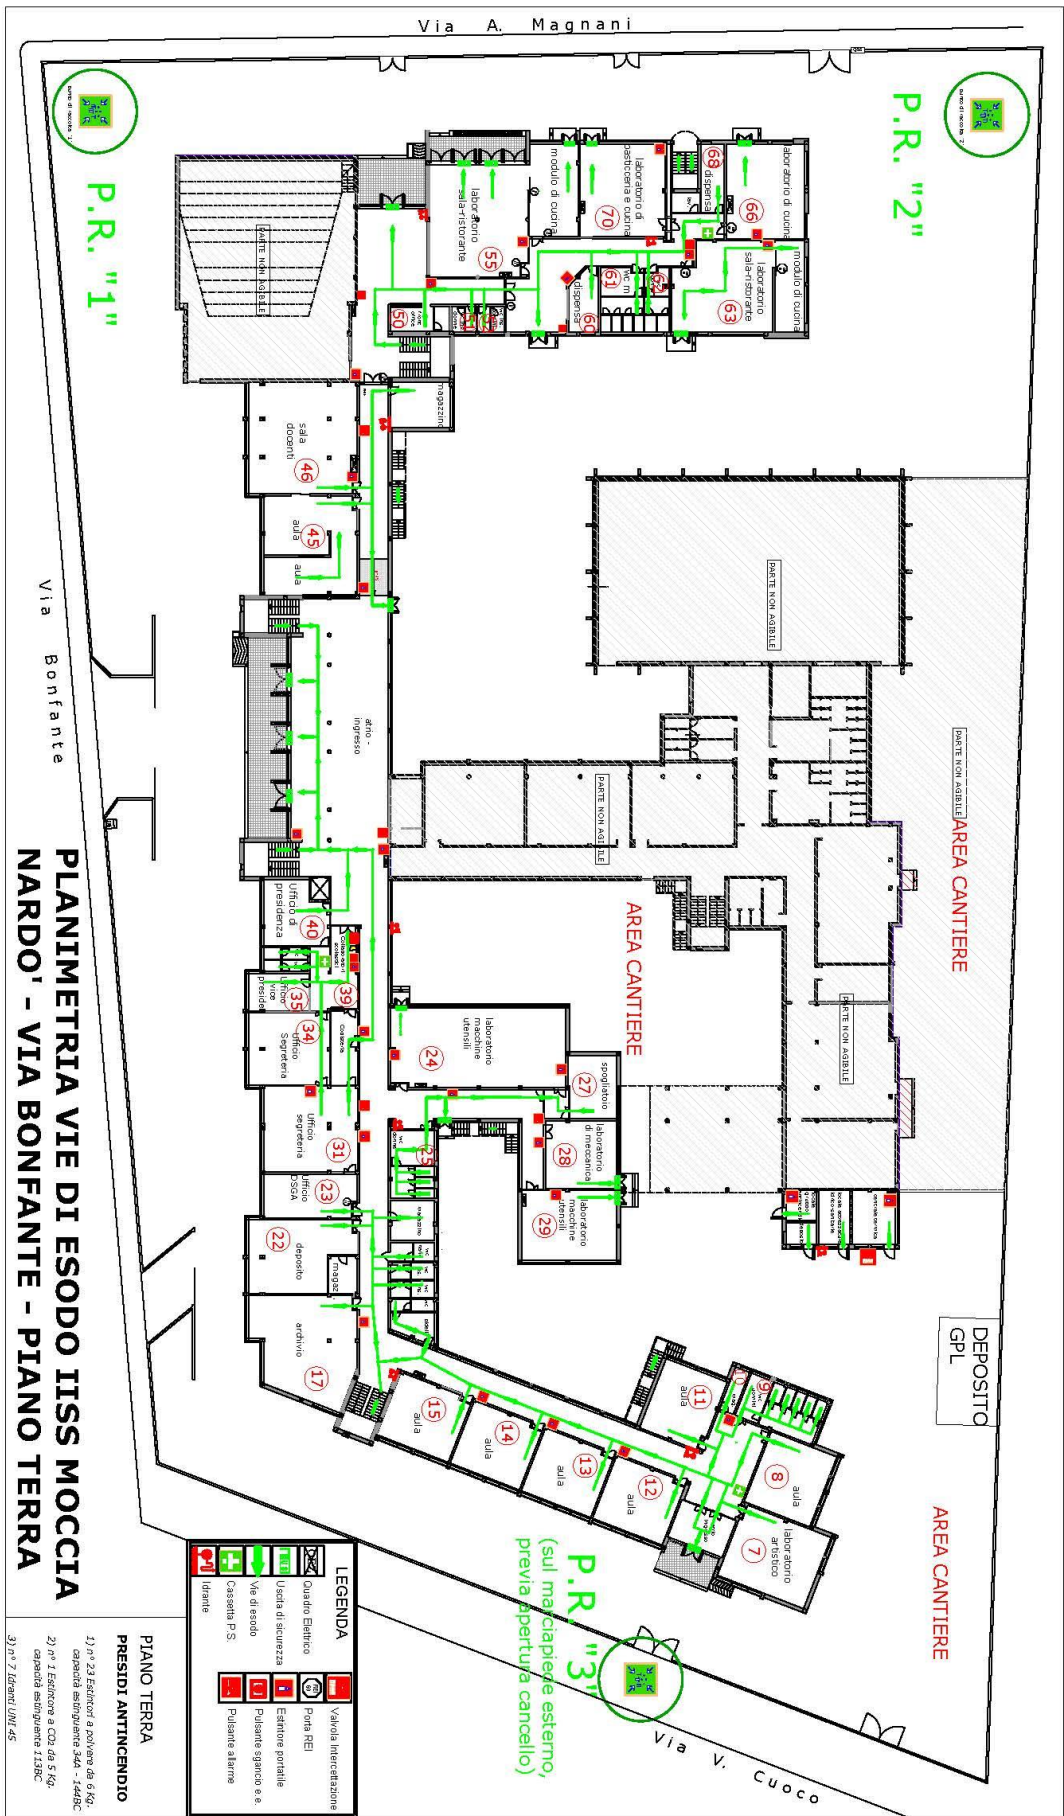 Via A. Magnani
P.R. "2"
P.R. "1"
laboratorio di cucina
66
modulo di cucina
laboratorio
sala-ristorante
63
68
dispensa
laboratorio di
pasticceria e cucina
70
modulo di cucina
laboratorio
sala-ristorante
55
61
WC m
60
dispensa
50
PARTE NON AGIBILE
magazzino
sala
docenti
46
aula
45
aula
Via Bonfante
atrio -
ingresso
PARTE NON AGIBILE
PARTE NON AGIBILE
PARTE NON AGIBILE
PARTE NON AGIBILE
AREA CANTIERE
AREA CANTIERE
AREA CANTIERE
Ufficio di
presidenza
40
39
Ufficio
vice
35
Ufficio
Segreteria
34
Ufficio
segreteria
31
Ufficio
DSGA
23
deposito
22
magaz.
archivio
17
laboratorio
macchine
utensili
24
25
spogliatoio
27
laboratorio
di meccanica
28
laboratorio
macchine
utensili
29
DEPOSITO
GPL
aula
15
aula
14
aula
13
aula
12
aula
11
10
9
aula
8
laboratorio
artistico
7
P.R. "3"
(sul marciapiede esterno,
previa apertura cancello)
Via V. Cuoco
PLANIMETRIA VIE DI ESODO IISS MOCCIA
NARDO' - VIA BONFANTE - PIANO TERRA
LEGENDA
Quadro Elettrico
Uscita di sicurezza
Vie di esodo
Cassetta P.S.
Idrante
Valvola Intercettazione
Porta REI
Estintore portatile
Pulsante sgancio e.e.
Pulsante allarme
PIANO TERRA
PRESIDI ANTINCENDIO
1) n° 23 Estintori a polvere da 6 Kg.
capacità estinguente 34A - 144BC
2) n° 1 Estintore a CO2 da 5 Kg.
capacità estinguente 113BC
3) n° 7 Idranti UNI 45